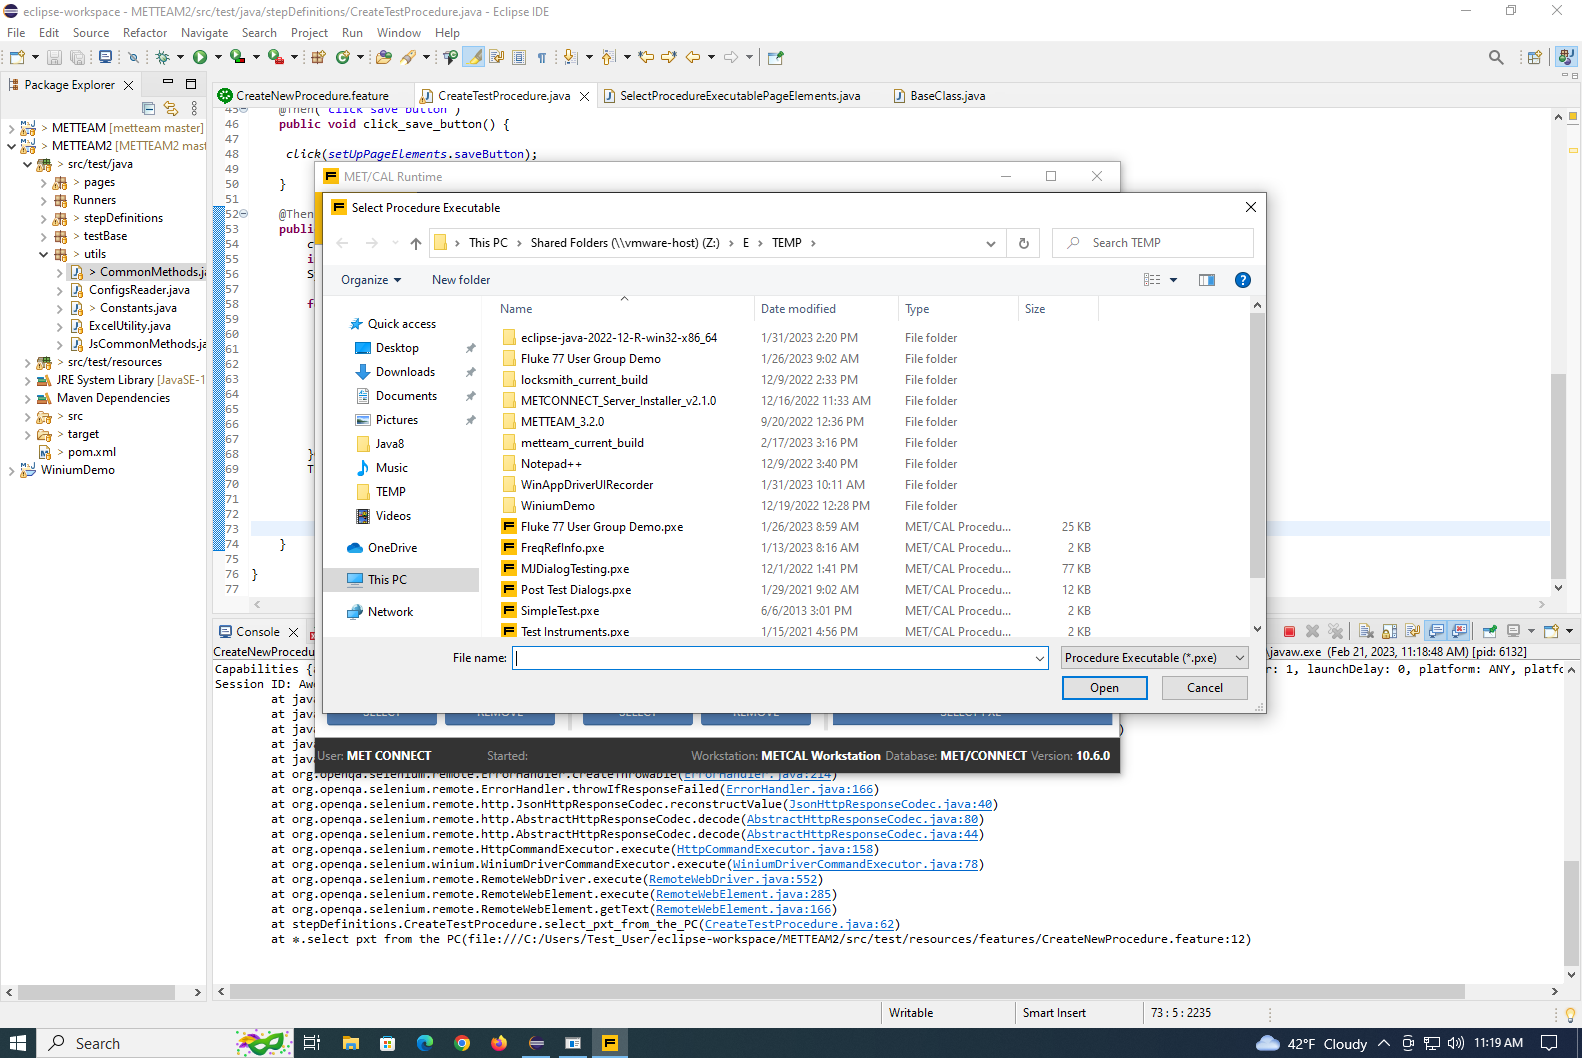 eclipse-workspace - METTEAM2/src/test/java/stepDefinitions/CreateTestProcedure.java - Eclipse IDE
File Edit Source Refactor Navigate Search Project Run Window Help
Package Explorer
CreateNewProcedure.feature
CreateTestProcedure.java
SelectProcedureExecutablePageElements.java
BaseClass.java
> METTEAM [metteam master]
> METTEAM2 [METTEAM2 mast
> src/test/java
> pages
Runners
> stepDefinitions
> testBase
> utils
> CommonMethods.ja
ConfigsReader.java
> Constants.java
ExcelUtility.java
JsCommonMethods.ja
> src/test/resources
JRE System Library [JavaSE-1
Maven Dependencies
> src
> target
> pom.xml
WiniumDemo
45 @Then("click save button")
46 public void click_save_button() {
47
48 click(setUpPageElements.saveButton);
49
50 }
51
52 @Then
53 public
54 c
55 i
56 S
57
58 f
59
60
61
62
63
64
65
66
67
68 }
69 T
70
71
72
73
74 }
75
76 }
77
MET/CAL Runtime
Select Procedure Executable
This PC > Shared Folders (\\vmware-host) (Z:) > E > TEMP >
Search TEMP
Organize
New folder
Quick access
Desktop
Downloads
Documents
Pictures
Java8
Music
TEMP
Videos
OneDrive
This PC
Network
Name Date modified Type Size
eclipse-java-2022-12-R-win32-x86_64 1/31/2023 2:20 PM File folder
Fluke 77 User Group Demo 1/26/2023 9:02 AM File folder
locksmith_current_build 12/9/2022 2:33 PM File folder
METCONNECT_Server_Installer_v2.1.0 12/16/2022 11:33 AM File folder
METTEAM_3.2.0 9/20/2022 12:36 PM File folder
metteam_current_build 2/17/2023 3:16 PM File folder
Notepad++ 12/9/2022 3:40 PM File folder
WinAppDriverUIRecorder 1/31/2023 10:11 AM File folder
WiniumDemo 12/19/2022 12:28 PM File folder
Fluke 77 User Group Demo.pxe 1/26/2023 8:59 AM MET/CAL Procedu... 25 KB
FreqRefInfo.pxe 1/13/2023 8:16 AM MET/CAL Procedu... 2 KB
MJDialogTesting.pxe 12/1/2022 1:41 PM MET/CAL Procedu... 77 KB
Post Test Dialogs.pxe 1/29/2021 9:02 AM MET/CAL Procedu... 12 KB
SimpleTest.pxe 6/6/2013 3:01 PM MET/CAL Procedu... 2 KB
Test Instruments.pxe 1/15/2021 4:56 PM MET/CAL Procedu... 2 KB
File name:
Procedure Executable (*.pxe)
Open
Cancel
SELECT REMOVE SELECT REMOVE SELECT PXE
User: MET CONNECT Started: Workstation: METCAL Workstation Database: MET/CONNECT Version: 10.6.0
Console
CreateNewProcedu
\javaw.exe (Feb 21, 2023, 11:18:48 AM) [pid: 6132]
Capabilities {a
r: 1, launchDelay: 0, platform: ANY, platfo
Session ID: Awe
at java
at java
at java
at java
at java
at org.openqa.selenium.remote.ErrorHandler.createThrowable(ErrorHandler.java:214)
at org.openqa.selenium.remote.ErrorHandler.throwIfResponseFailed(ErrorHandler.java:166)
at org.openqa.selenium.remote.http.JsonHttpResponseCodec.reconstructValue(JsonHttpResponseCodec.java:40)
at org.openqa.selenium.remote.http.AbstractHttpResponseCodec.decode(AbstractHttpResponseCodec.java:80)
at org.openqa.selenium.remote.http.AbstractHttpResponseCodec.decode(AbstractHttpResponseCodec.java:44)
at org.openqa.selenium.remote.HttpCommandExecutor.execute(HttpCommandExecutor.java:158)
at org.openqa.selenium.winium.WiniumDriverCommandExecutor.execute(WiniumDriverCommandExecutor.java:78)
at org.openqa.selenium.remote.RemoteWebDriver.execute(RemoteWebDriver.java:552)
at org.openqa.selenium.remote.RemoteWebElement.execute(RemoteWebElement.java:285)
at org.openqa.selenium.remote.RemoteWebElement.getText(RemoteWebElement.java:166)
at stepDefinitions.CreateTestProcedure.select_pxt_from_the_PC(CreateTestProcedure.java:62)
at *.select pxt from the PC(file:///C:/Users/Test_User/eclipse-workspace/METTEAM2/src/test/resources/features/CreateNewProcedure.feature:12)
Writable Smart Insert 73 : 5 : 2235
Search
42°F Cloudy
11:19 AM